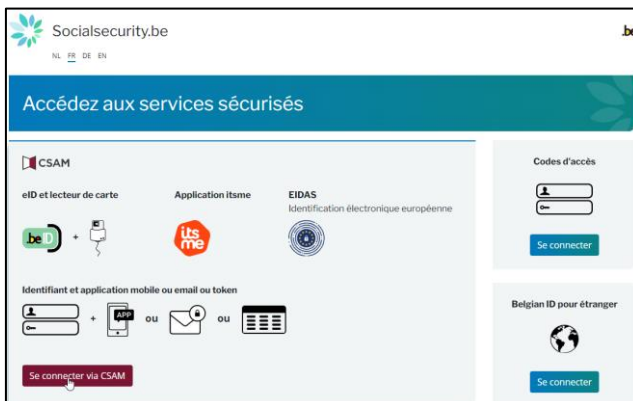 Socialsecurity.be
.be
NL FR DE EN
Accédez aux services sécurisés
CSAM
eID et lecteur de carte
Application itsme
EIDAS
Identification électronique européenne
.beID
+
its
me
Identifiant et application mobile ou email ou token
+
APP
ou
ou
Se connecter via CSAM
Codes d'accès
Se connecter
Belgian ID pour étranger
Se connecter